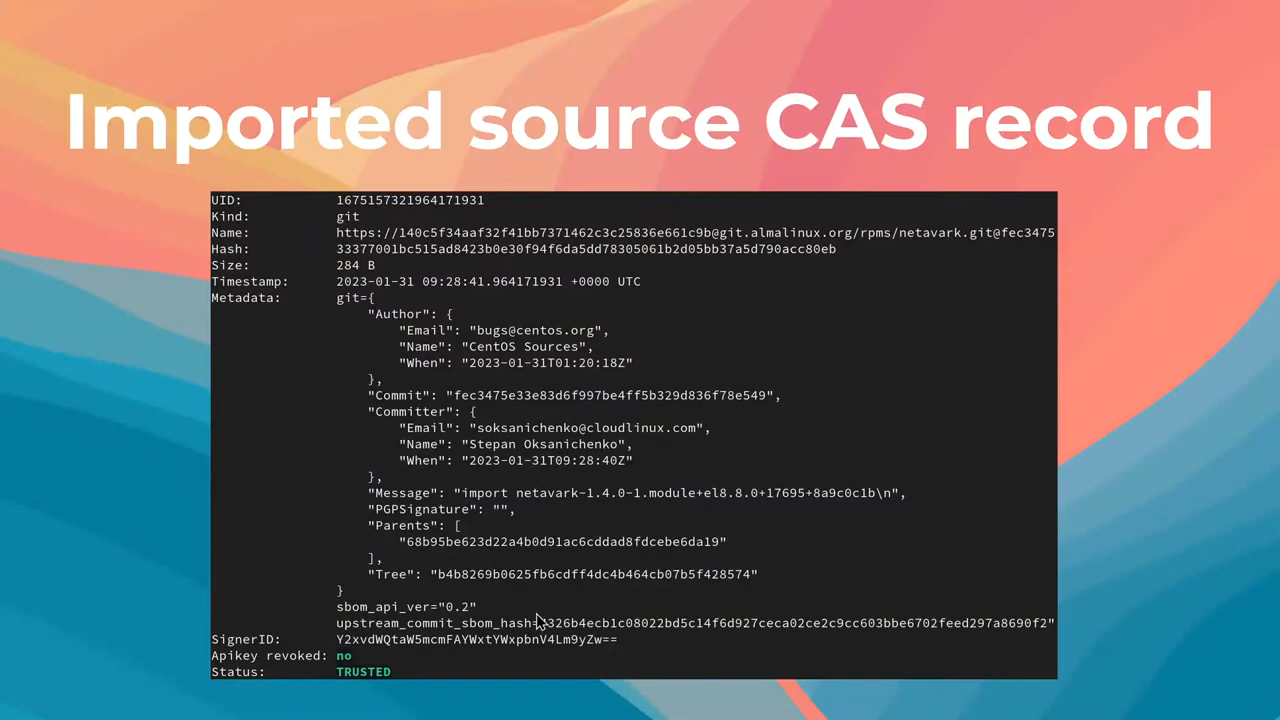 Imported source CAS record
UID: 1675157321964171931
Kind: git
Name: https://140c5f34aaf32f41bb7371462c3c25836e661c9b@git.almalinux.org/rpms/netavark.git@fec3475
Hash: 33377001bc515ad8423b0e30f94f6da5dd78305061b2d05bb37a5d790acc80eb
Size: 284 B
Timestamp: 2023-01-31 09:28:41.964171931 +0000 UTC
Metadata: git={
"Author": {
"Email": "bugs@centos.org",
"Name": "CentOS Sources",
"When": "2023-01-31T01:20:18Z"
},
"Commit": "fec3475e33e83d6f997be4ff5b329d836f78e549",
"Committer": {
"Email": "soksanichenko@cloudlinux.com",
"Name": "Stepan Oksanichenko",
"When": "2023-01-31T09:28:40Z"
},
"Message": "import netavark-1.4.0-1.module+el8.8.0+17695+8a9c0c1b\n",
"PGPSignature": "",
"Parents": [
"68b95be623d22a4b0d91ac6cddad8fdcebe6da19"
],
"Tree": "b4b8269b0625fb6cdff4dc4b464cb07b5f428574"
}
sbom_api_ver="0.2"
upstream_commit_sbom_hash=
SignerID: Y2xvdWQtaW5mcmFAYWxtYWxpbnV4Lm9yZw==
Apikey revoked: no
Status: TRUSTED